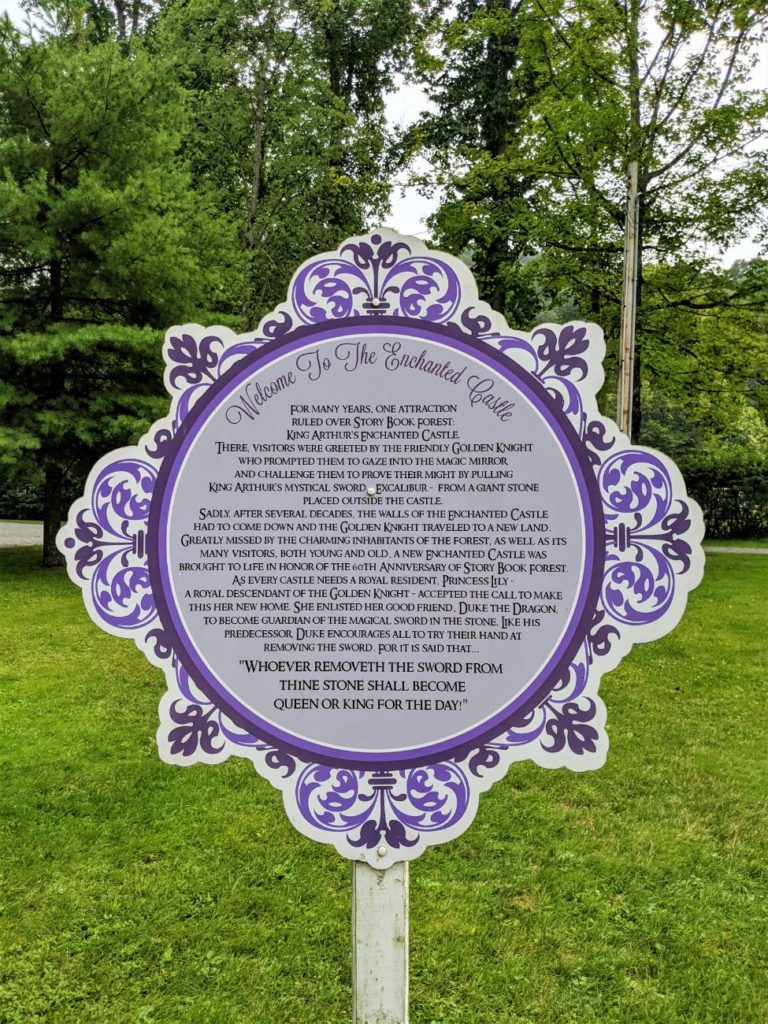 Welcome To The Enchanted Castle
For many years, one attraction
ruled over Story Book Forest:
King Arthur's Enchanted Castle.
There, visitors were greeted by the friendly Golden Knight
who prompted them to gaze into the magic mirror
and challenge them to prove their might by pulling
King Arthur's mystical sword, Excalibur - from a giant stone
placed outside the castle.
Sadly, after several decades, the walls of the Enchanted Castle
had to come down and the Golden Knight traveled to a new land.
Greatly missed by the charming inhabitants of the forest, as well as its
many visitors, both young and old, a new Enchanted Castle was
brought to life in honor of the 60th Anniversary of Story Book Forest.
As every castle needs a royal resident, Princess Lily -
a royal descendant of the Golden Knight - accepted the call to make
this her new home. She enlisted her good friend, Duke the Dragon,
to become guardian of the magical sword in the stone. Like his
predecessor, Duke encourages all to try their hand at
removing the sword. For it is said that...
"Whoever removeth the sword from
thine stone shall become
queen or king for the day!"